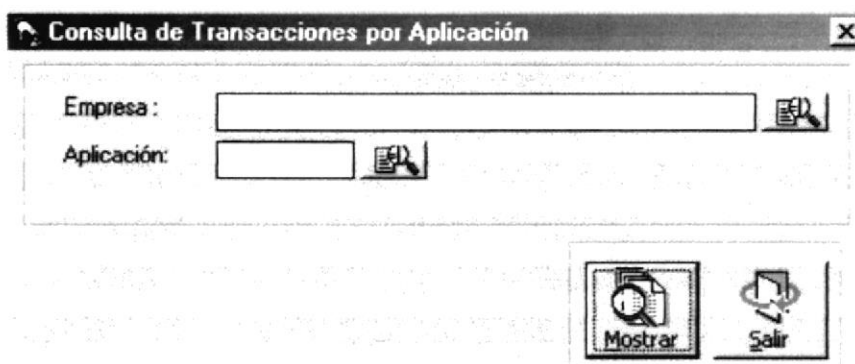 Consulta de Transacciones por Aplicación
Empresa :
Aplicación:
Mostrar
Salir